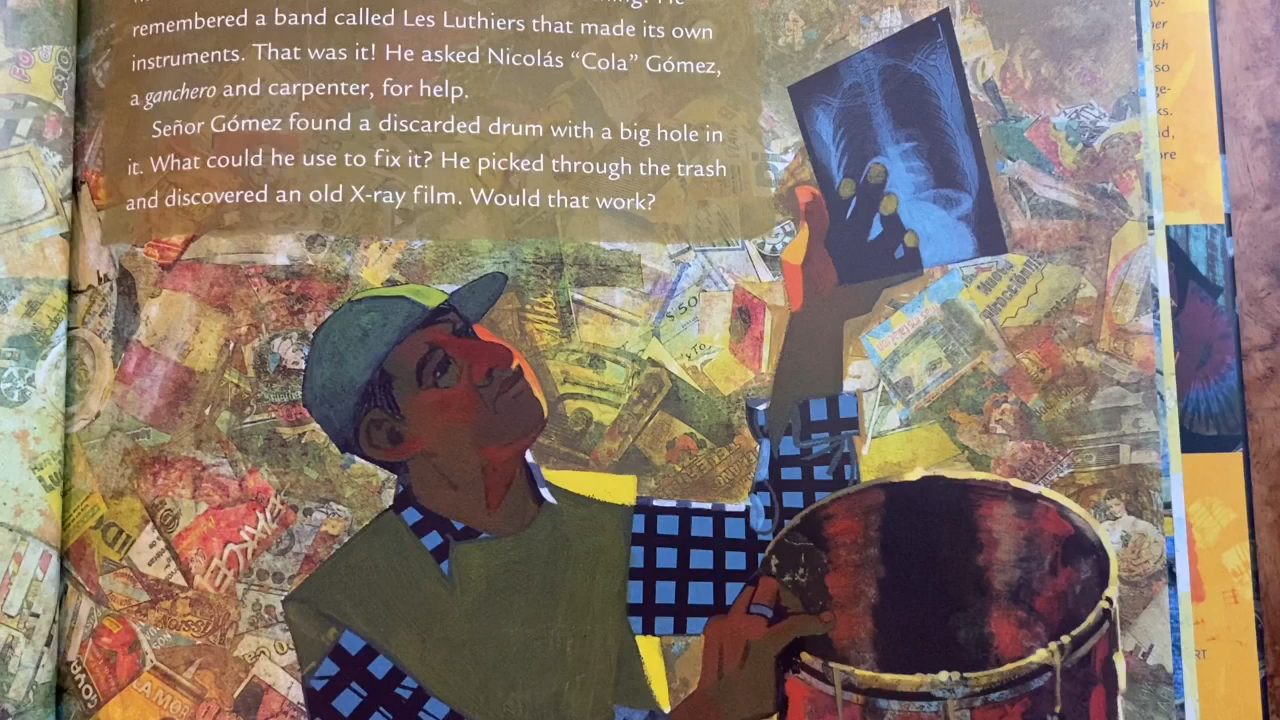 remembered a band called Les Luthiers that made its own
instruments. That was it! He asked Nicolás “Cola” Gómez,
a ganchero and carpenter, for help.
Señor Gómez found a discarded drum with a big hole in
it. What could he use to fix it? He picked through the trash
and discovered an old X-ray film. Would that work?